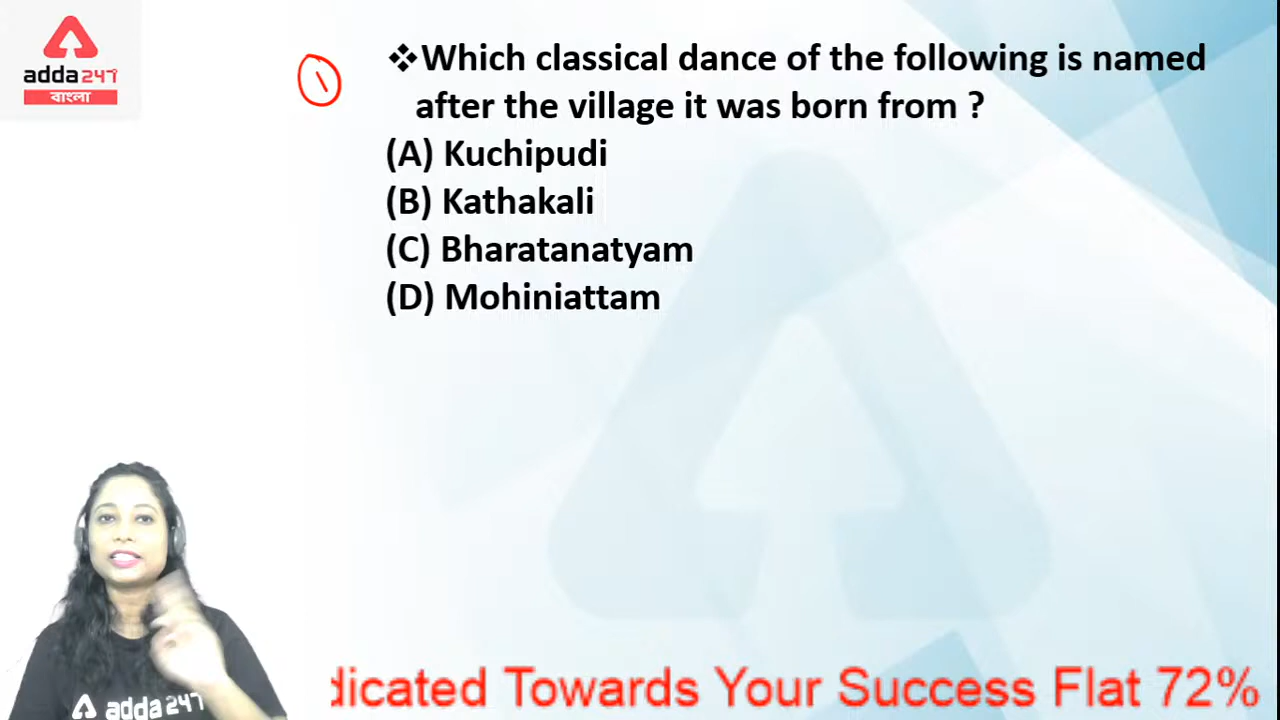 adda247
বাংলা
1
❖Which classical dance of the following is named
after the village it was born from ?
(A) Kuchipudi
(B) Kathakali
(C) Bharatanatyam
(D) Mohiniattam
adda247
dicated Towards Your Success Flat 72%